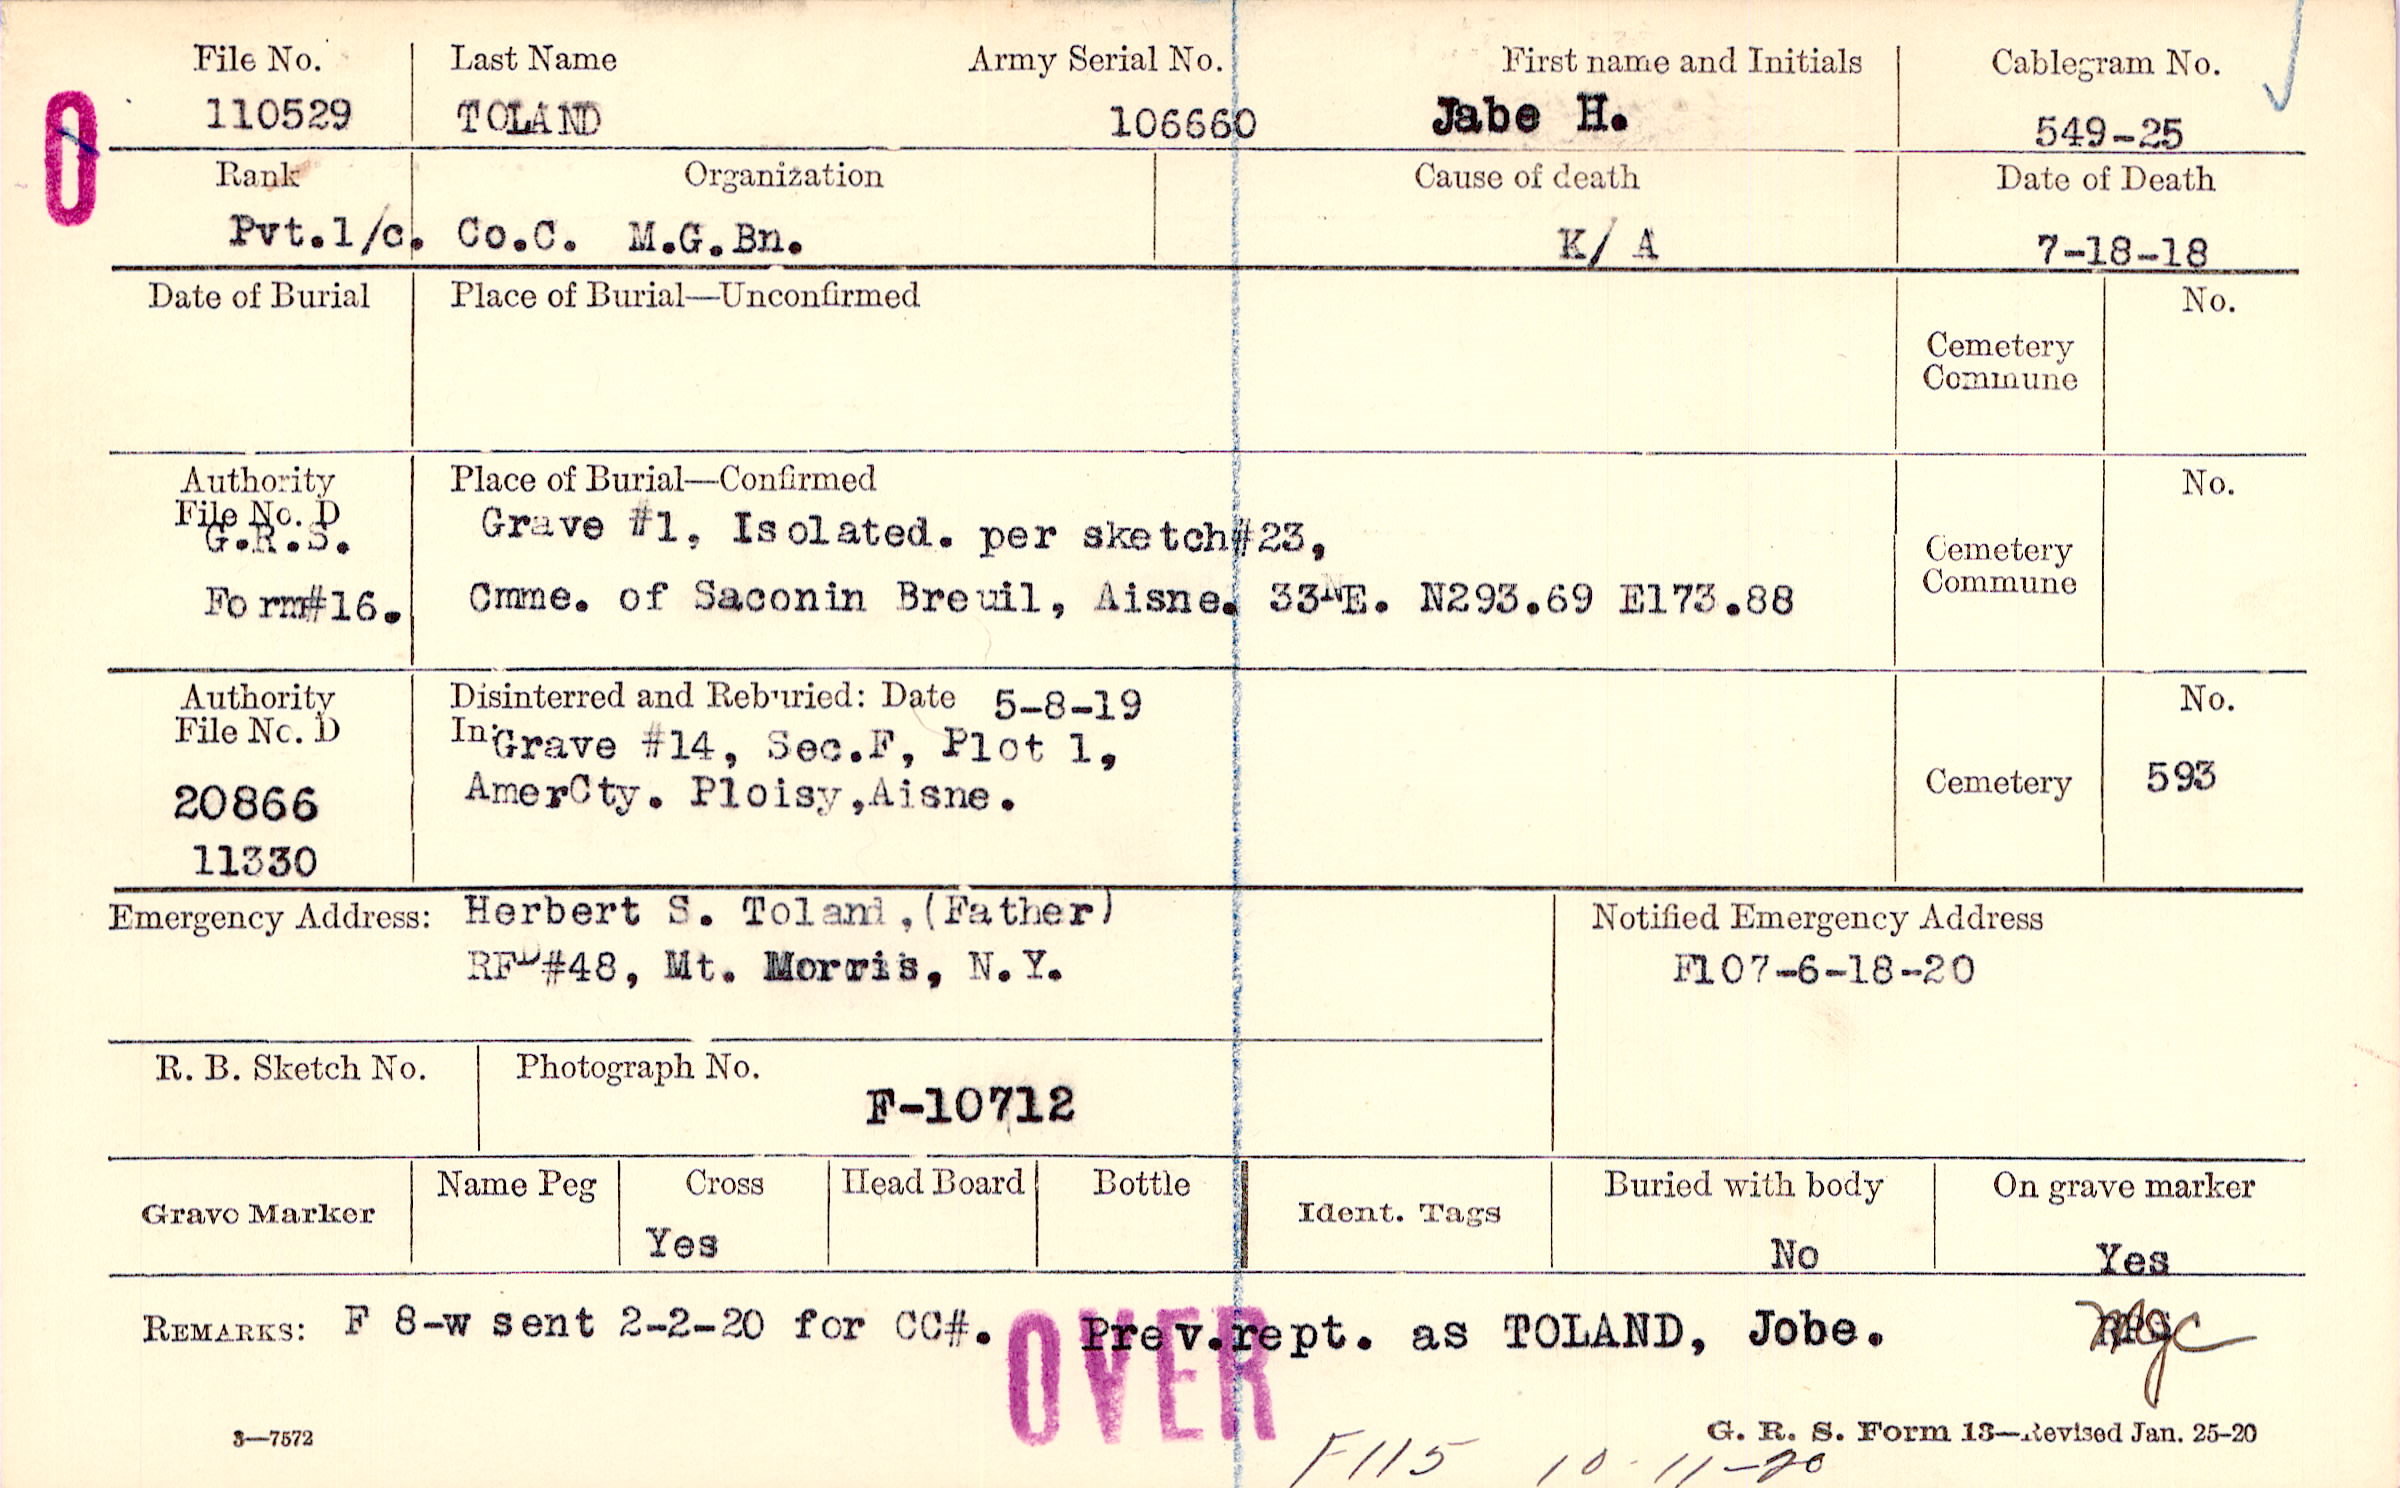 File No. Last Name Army Serial No. First name and Initials Cablegram No.
110529 TOLAND 106660 Jabe H. 549-25
O
Rank Organization Cause of death Date of Death
Pvt.1/c. Co.C. M.G.Bn. K/ A 7-18-18
Date of Burial Place of Burial—Unconfirmed No.
Cemetery
Commune
Authority Place of Burial—Confirmed No.
File No. D
G.R.S. Grave #1, Isolated. per sketch#23,
Cemetery
Commune
Form#16. Cmme. of Saconin Breuil, Aisne. 33NE. N293.69 E173.88
Authority Disinterred and Reburied: Date 5-8-19 No.
File No. D In: Grave #14, Sec.F, Plot 1,
20866 AmerCty. Ploisy,Aisne. Cemetery 593
11330
Emergency Address: Herbert S. Toland,(Father) Notified Emergency Address
RFD#48, Mt. Morris, N.Y. F107-6-18-20
R. B. Sketch No. Photograph No.
F-10712
Grave Marker Name Peg Cross Head Board Bottle Ident. Tags Buried with body On grave marker
Yes No Yes
REMARKS: F 8-w sent 2-2-20 for CC#. Prev.rept. as TOLAND, Jobe.
OVER
3—7572 G. R. S. Form 13—Revised Jan. 25-20
F115 10-11-20